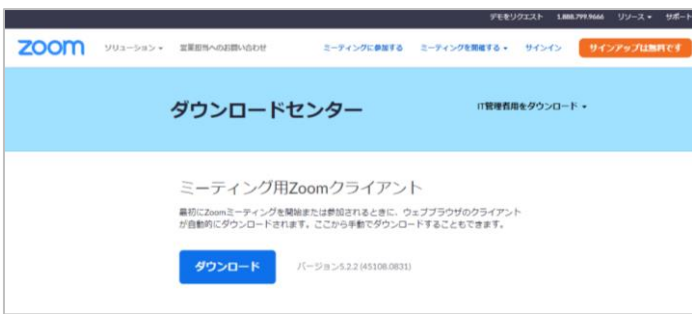 デモをリクエスト 1.888.799.9666 リソース サポート
zoom ソリューション 営業担当へのお問い合わせ ミーティングに参加する ミーティングを開催する サインイン サインアップは無料です
ダウンロードセンター IT管理者用をダウンロード
ミーティング用Zoomクライアント
最初にZoomミーティングを開始または参加されるときに、ウェブブラウザのクライアント
が自動的にダウンロードされます。ここから手動でダウンロードすることもできます。
ダウンロード バージョン5.2.2 (45108.0831)